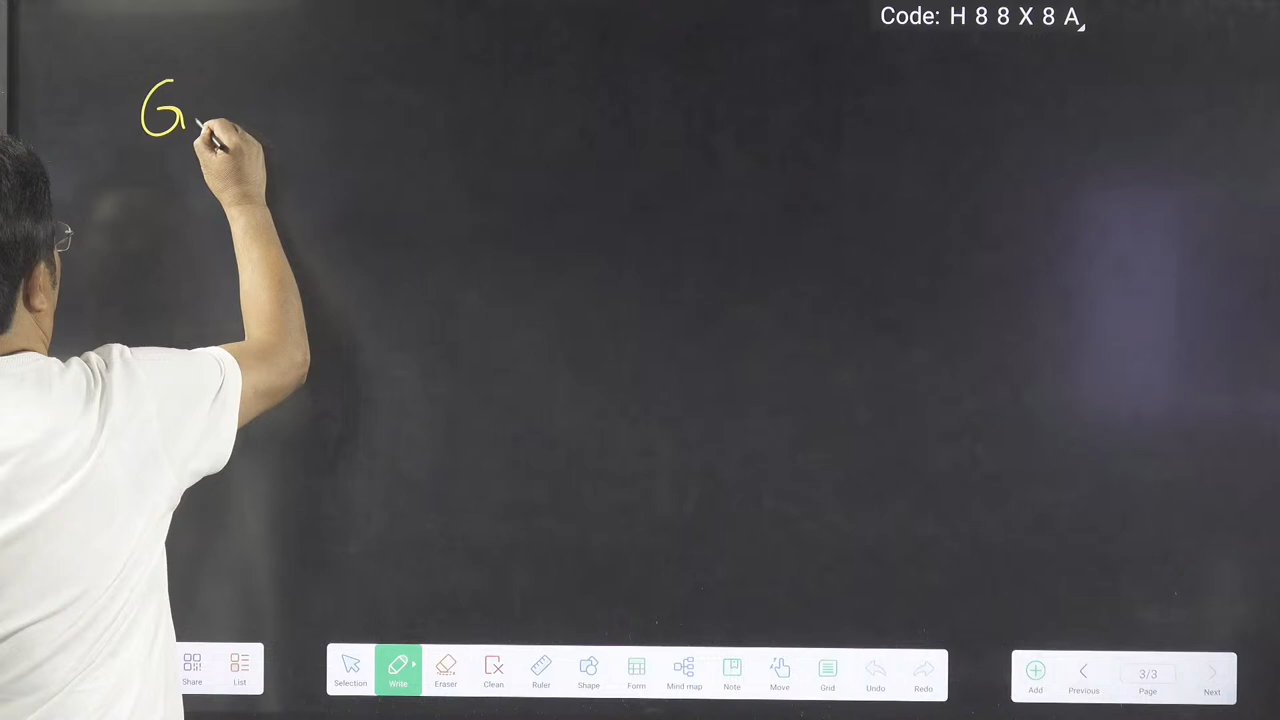 Code: H 8 8 X 8 A
G
Share List Selection Write Eraser Clean Ruler Shape Form Mind map Note Move Grid Undo Redo Add Previous 3/3 Page Next